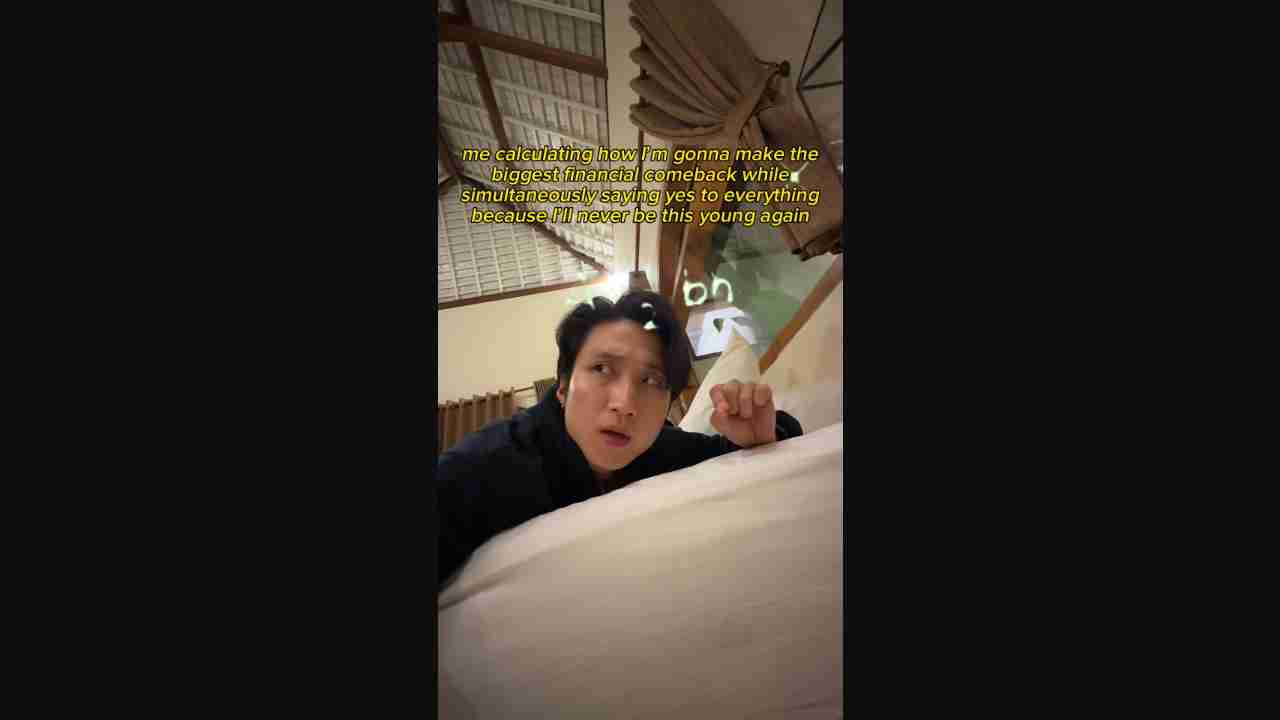 me calculating how I'm gonna make the
biggest financial comeback while
simultaneously saying yes to everything
because I'll never be this young again